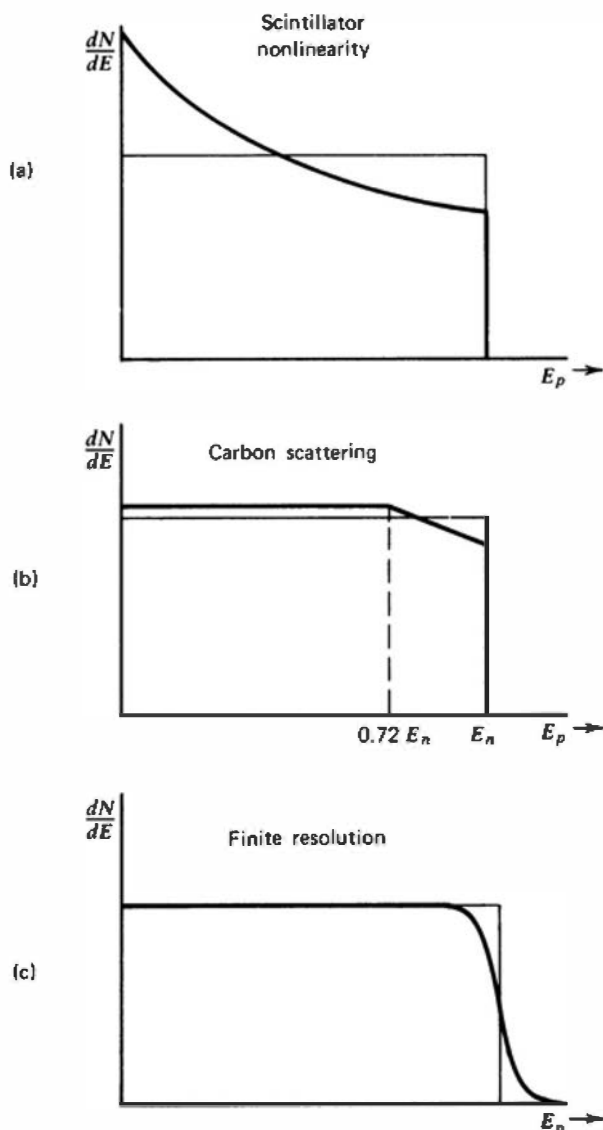 Scintillator
nonlinearity
dN
dE
(a)
E_p
dN
dE
Carbon scattering
(b)
0.72 E_n
E_n
E_p
dN
dE
Finite resolution
(c)
E_p